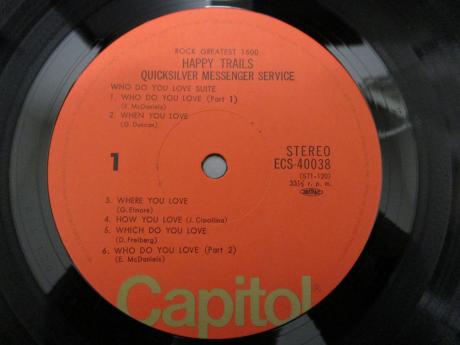 ROCK GREATEST 1500
HAPPY TRAILS
QUICKSILVER MESSENGER SERVICE
WHO DO YOU LOVE SUITE
1. WHO DO YOU LOVE (Part 1)
(E. McDaniels)
2. WHEN YOU LOVE
(G. Duncan)
1
STEREO
ECS-40038
(ST1-120)
33⅓ r. p. m.
3. WHERE YOU LOVE
(G. Elmore)
4. HOW YOU LOVE (J. Cipollina)
5. WHICH DO YOU LOVE
(D. Freiberg)
6. WHO DO YOU LOVE (Part 2)
(E. McDaniels)
Capitol®